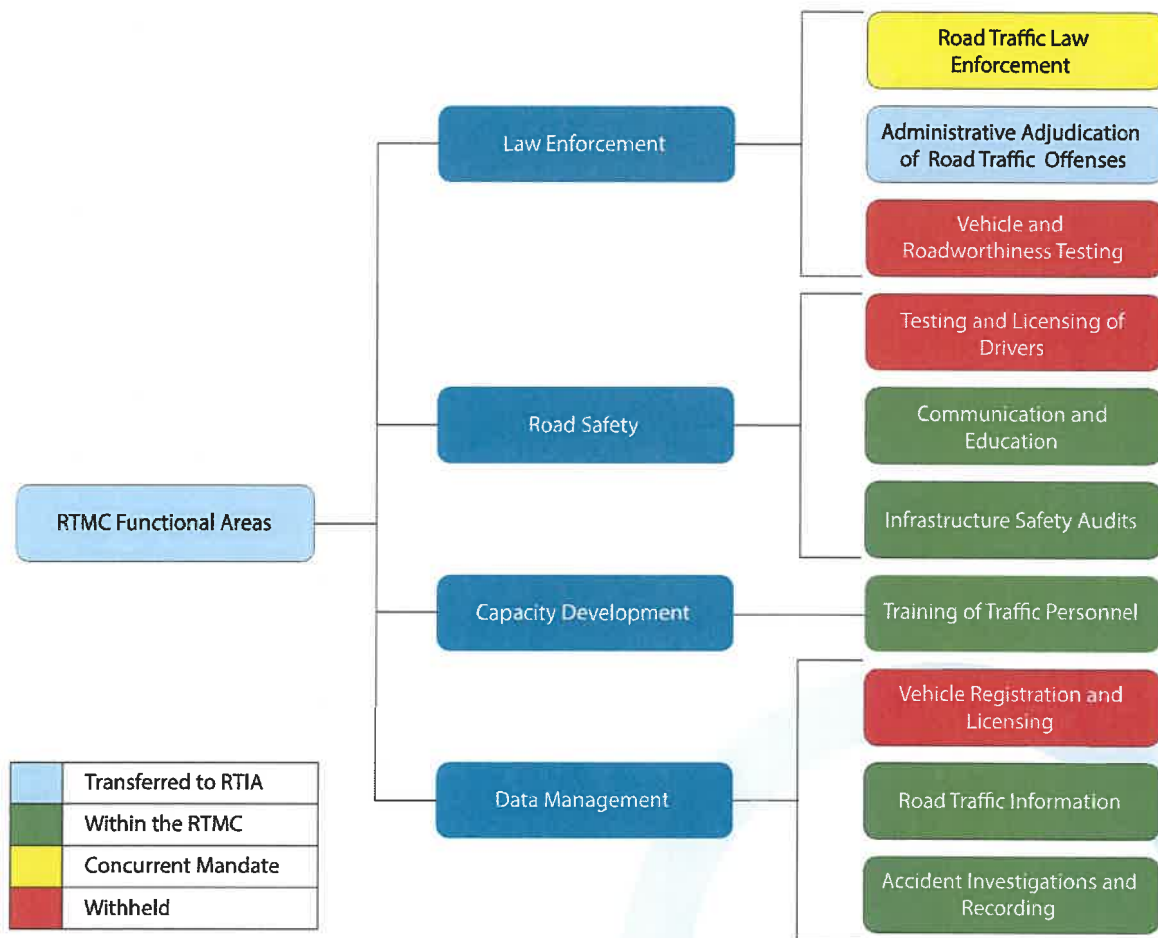 Road Traffic Law
Enforcement
Law Enforcement
Administrative Adjudication
of Road Traffic Offenses
Vehicle and
Roadworthiness Testing
Testing and Licensing of
Drivers
Road Safety
Communication and
Education
Infrastructure Safety Audits
RTMC Functional Areas
Capacity Development
Training of Traffic Personnel
Vehicle Registration and
Licensing
Data Management
Road Traffic Information
Accident Investigations and
Recording
Transferred to RTIA
Within the RTMC
Concurrent Mandate
Withheld